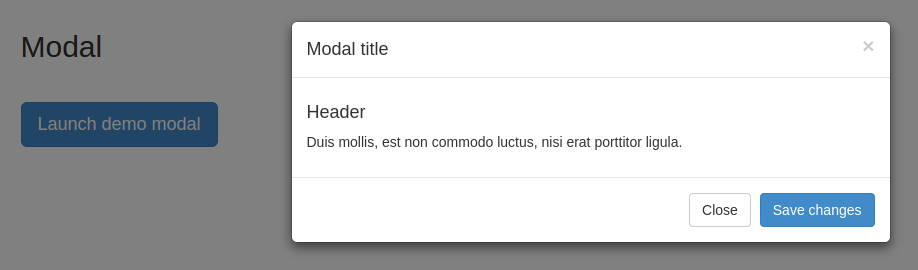 Modal
Launch demo modal
Modal title
×
Header
Duis mollis, est non commodo luctus, nisi erat porttitor ligula.
Close
Save changes